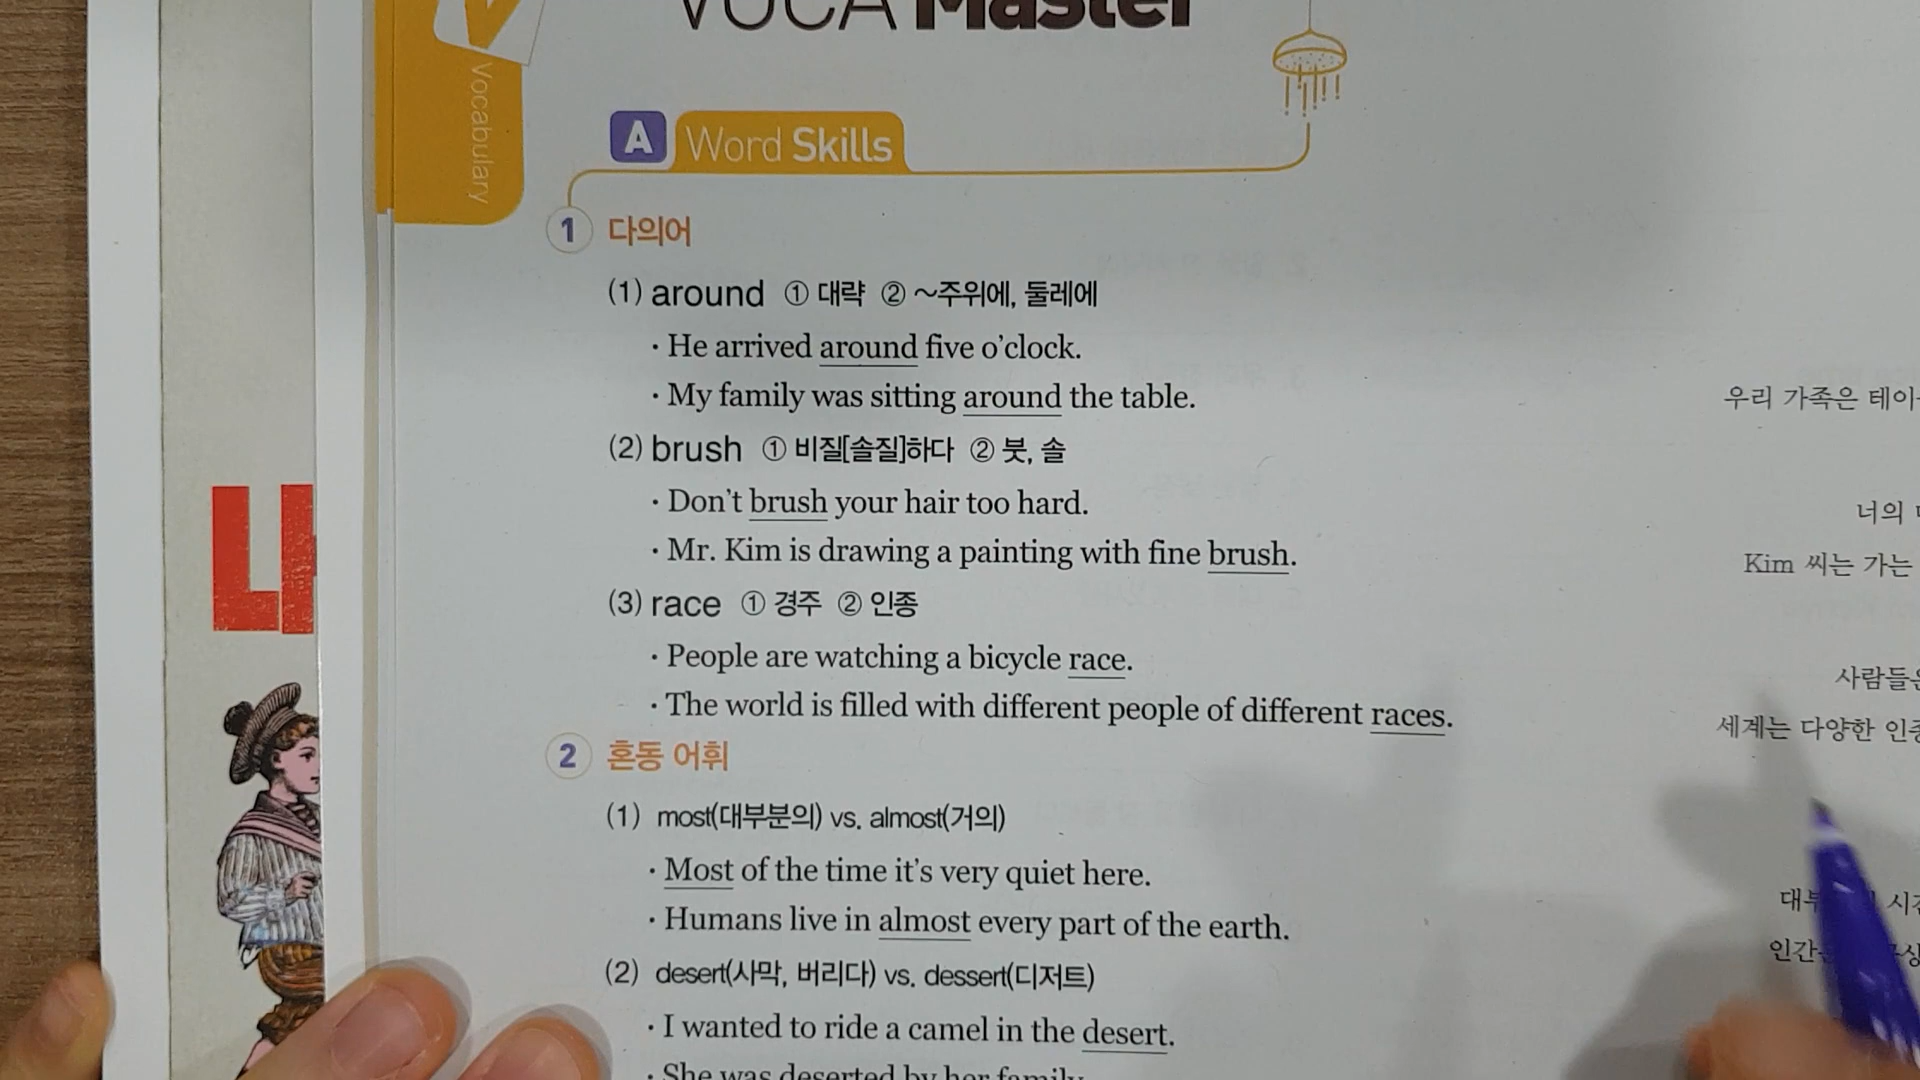 VOCA Master
Vocabulary
A Word Skills
1 다의어
(1) around ① 대략 ② ~주위에, 둘레에
· He arrived around five o’clock.
· My family was sitting around the table.
우리 가족은
(2) brush ① 비질[솔질]하다 ② 붓, 솔
· Don’t brush your hair too hard.
너의
· Mr. Kim is drawing a painting with fine brush.
Kim 씨는 가는
(3) race ① 경주 ② 인종
· People are watching a bicycle race.
사람들은
· The world is filled with different people of different races.
세계는 다양한 인종
2 혼동 어휘
(1) most(대부분의) vs. almost(거의)
· Most of the time it’s very quiet here.
· Humans live in almost every part of the earth.
(2) desert(사막, 버리다) vs. dessert(디저트)
· I wanted to ride a camel in the desert.
· She was deserted by her family.